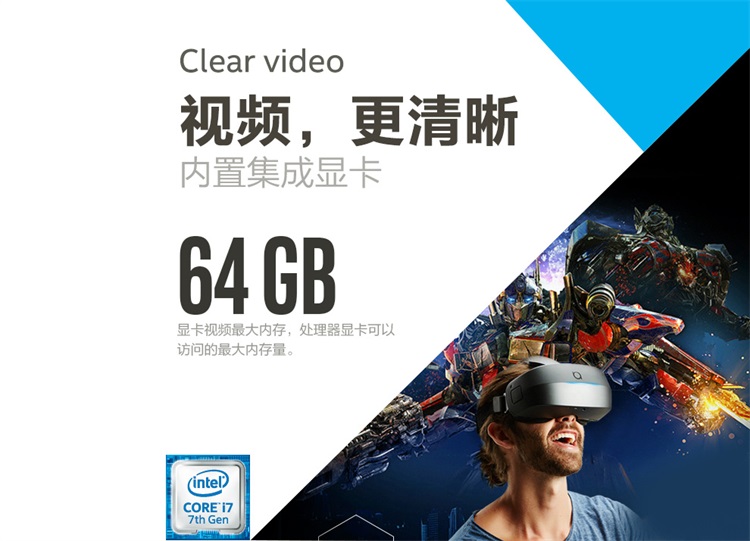 Clear video
视频，更清晰
内置集成显卡
64 GB
显卡视频最大内存，处理器显卡可以
访问的最大内存量。
intel
CORE i7
7th Gen